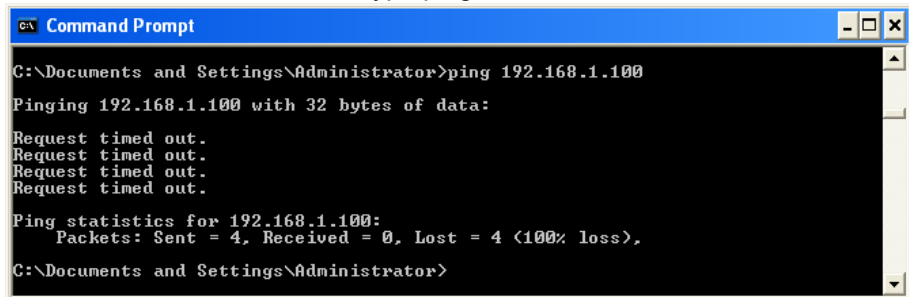 Command Prompt
C:\Documents and Settings\Administrator>ping 192.168.1.100
Pinging 192.168.1.100 with 32 bytes of data:
Request timed out.
Request timed out.
Request timed out.
Request timed out.
Ping statistics for 192.168.1.100:
    Packets: Sent = 4, Received = 0, Lost = 4 (100% loss),
C:\Documents and Settings\Administrator>